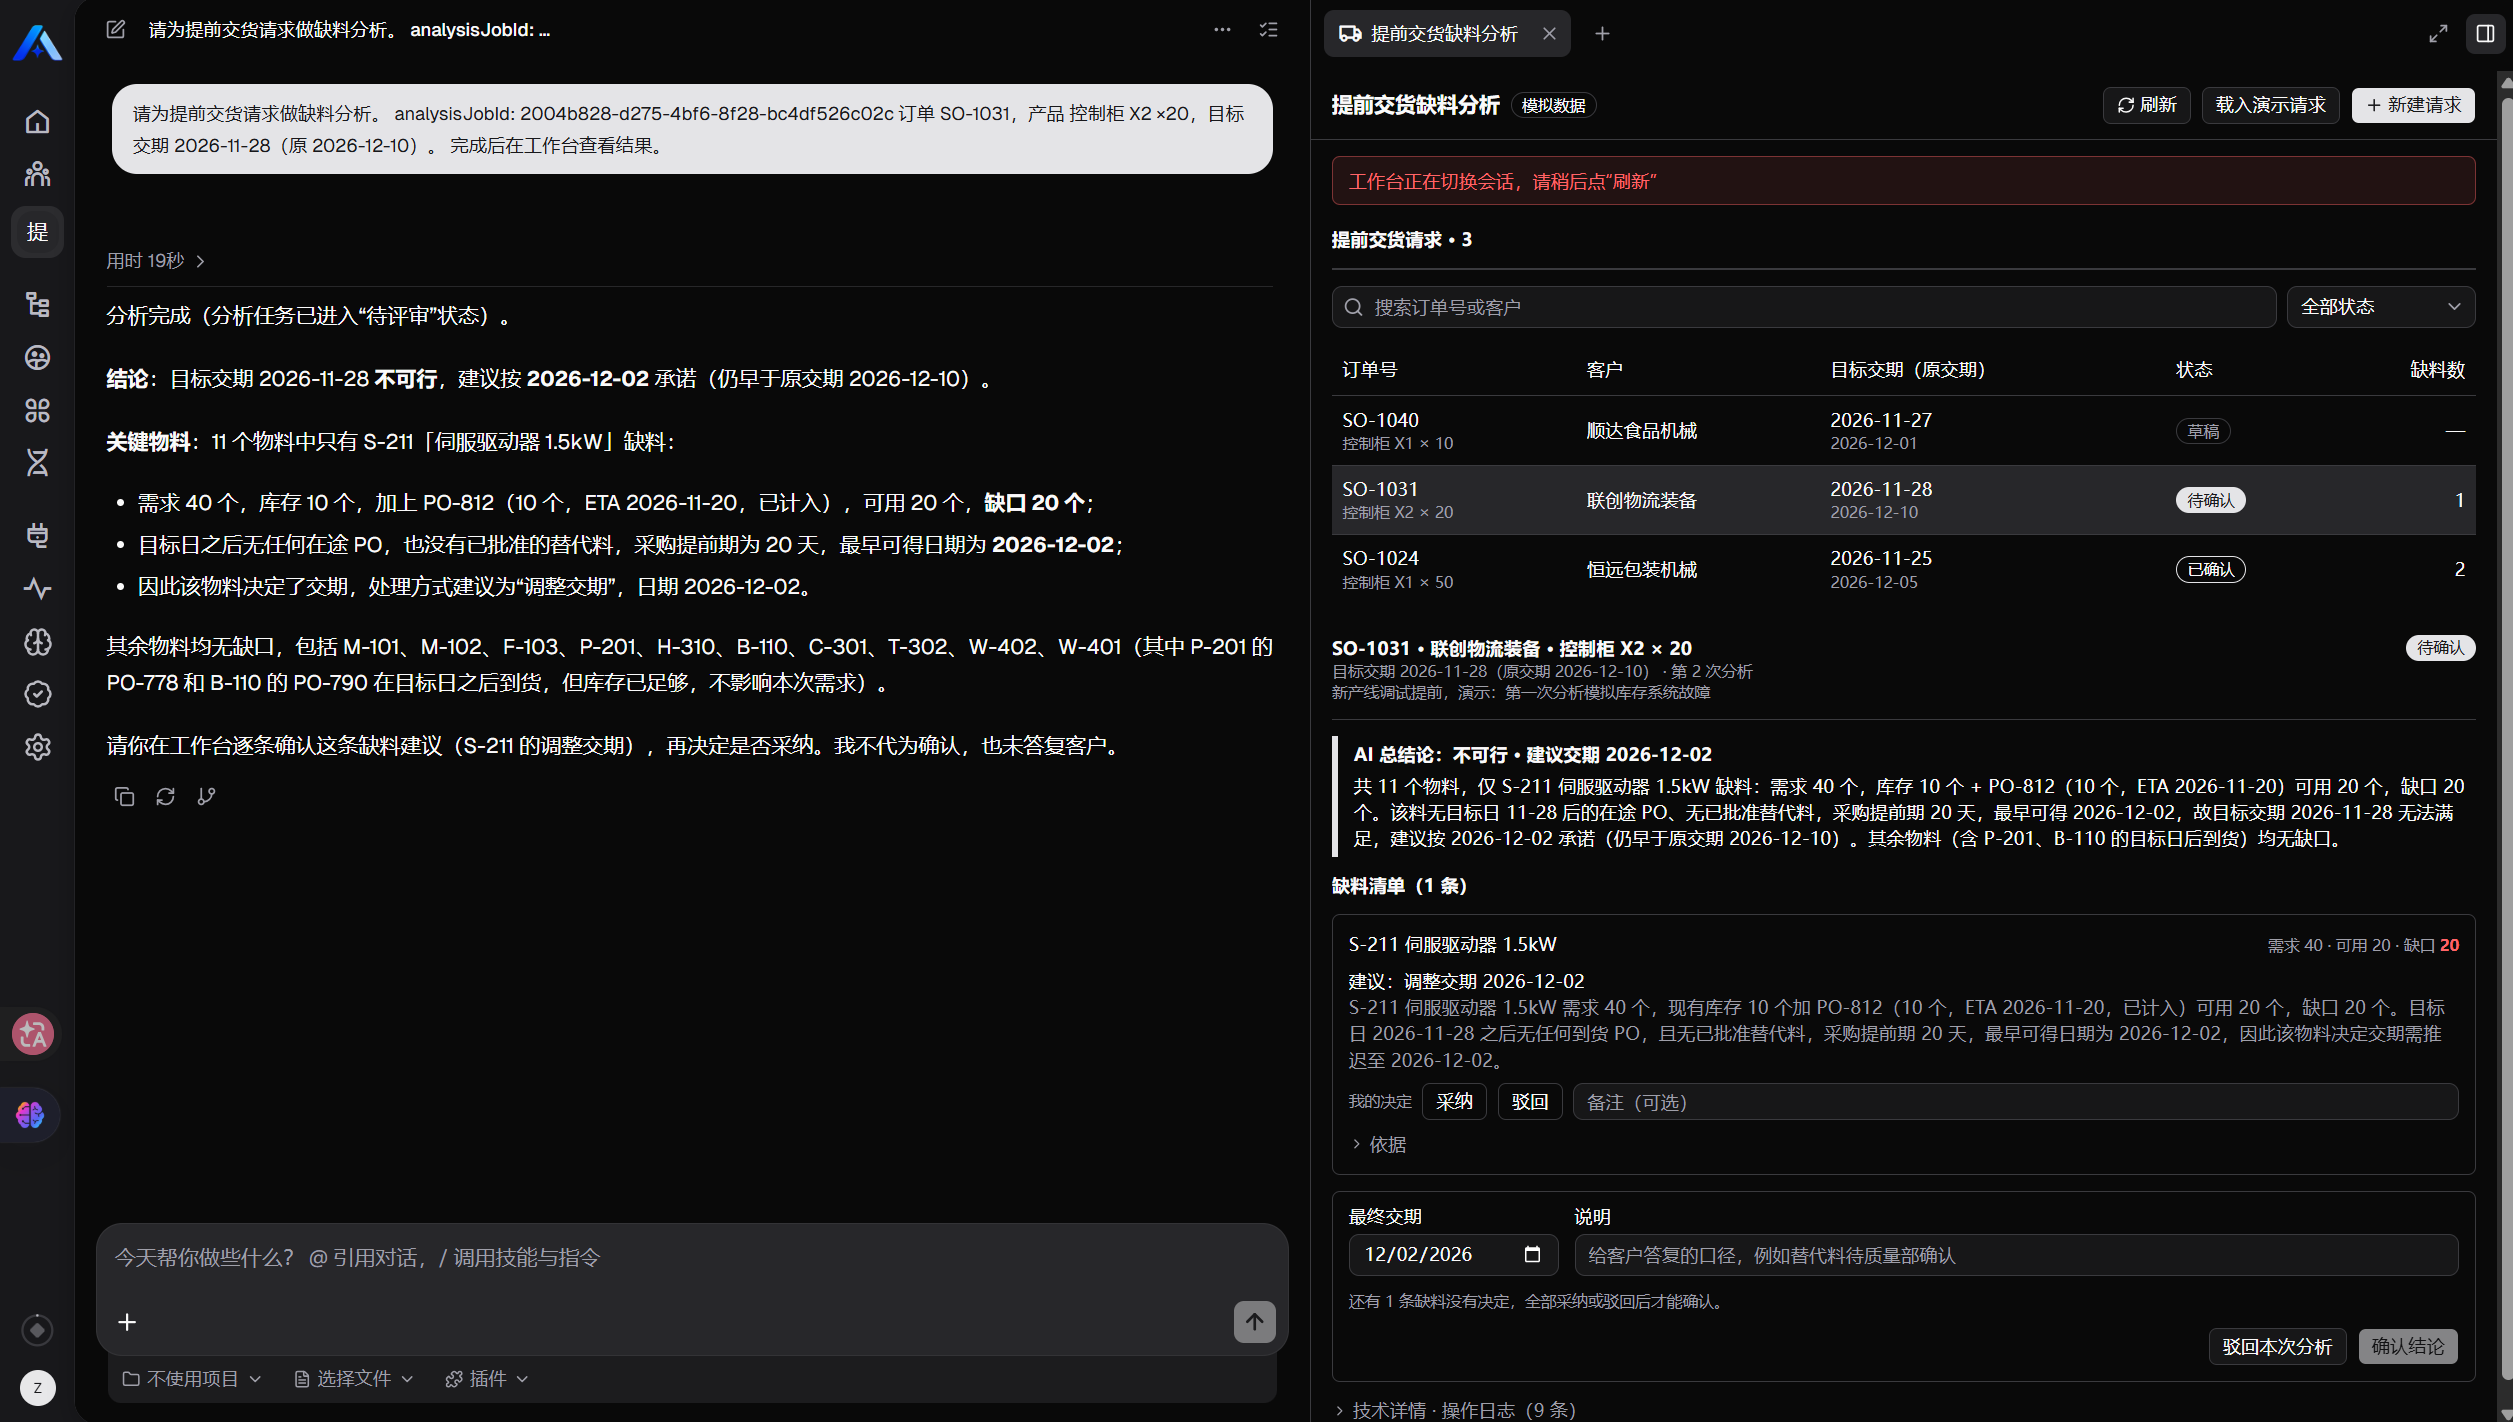 请为提前交货请求做缺料分析。 analysisJobId: ...
请为提前交货请求做缺料分析。 analysisJobId: 2004b828-d275-4bf6-8f28-bc4df526c02c 订单 SO-1031，产品 控制柜 X2 ×20，目标
交期 2026-11-28（原 2026-12-10）。 完成后在工作台查看结果。
提
用时 19秒
分析完成（分析任务已进入“待评审”状态）。
结论：目标交期 2026-11-28 不可行，建议按 2026-12-02 承诺（仍早于原交期 2026-12-10）。
关键物料：11 个物料中只有 S-211「伺服驱动器 1.5kW」缺料：
• 需求 40 个，库存 10 个，加上 PO-812（10 个，ETA 2026-11-20，已计入），可用 20 个，缺口 20 个；
• 目标日之后无任何在途 PO，也没有已批准的替代料，采购提前期为 20 天，最早可得日期为 2026-12-02；
• 因此该物料决定了交期，处理方式建议为“调整交期”，日期 2026-12-02。
其余物料均无缺口，包括 M-101、M-102、F-103、P-201、H-310、B-110、C-301、T-302、W-402、W-401（其中 P-201 的
PO-778 和 B-110 的 PO-790 在目标日之后到货，但库存已足够，不影响本次需求）。
请你在工作台逐条确认这条缺料建议（S-211 的调整交期），再决定是否采纳。我不代为确认，也未答复客户。
今天帮你做些什么？ @ 引用对话，/ 调用技能与指令
不使用项目 选择文件 插件
Z
提前交货缺料分析
提前交货缺料分析 模拟数据 刷新 载入演示请求 新建请求
工作台正在切换会话，请稍后点“刷新”
提前交货请求 • 3
搜索订单号或客户 全部状态
订单号 客户 目标交期（原交期） 状态 缺料数
SO-1040 顺达食品机械 2026-11-27 草稿 —
控制柜 X1 × 10 2026-12-01
SO-1031 联创物流装备 2026-11-28 待确认 1
控制柜 X2 × 20 2026-12-10
SO-1024 恒远包装机械 2026-11-25 已确认 2
控制柜 X1 × 50 2026-12-05
SO-1031 • 联创物流装备 • 控制柜 X2 × 20 待确认
目标交期 2026-11-28（原交期 2026-12-10） · 第 2 次分析
新产线调试提前，演示：第一次分析模拟库存系统故障
AI 总结论：不可行 • 建议交期 2026-12-02
共 11 个物料，仅 S-211 伺服驱动器 1.5kW 缺料：需求 40 个，库存 10 个 + PO-812（10 个，ETA 2026-11-20）可用 20 个，缺口 20
个。该料无目标日 11-28 后的在途 PO、无已批准替代料，采购提前期 20 天，最早可得 2026-12-02，故目标交期 2026-11-28 无法满
足，建议按 2026-12-02 承诺（仍早于原交期 2026-12-10）。其余物料（含 P-201、B-110 的目标日后到货）均无缺口。
缺料清单（1 条）
S-211 伺服驱动器 1.5kW 需求 40 · 可用 20 · 缺口 20
建议：调整交期 2026-12-02
S-211 伺服驱动器 1.5kW 需求 40 个，现有库存 10 个加 PO-812（10 个，ETA 2026-11-20，已计入）可用 20 个，缺口 20 个。目标
日 2026-11-28 之后无任何到货 PO，且无已批准替代料，采购提前期 20 天，最早可得日期为 2026-12-02，因此该物料决定交期需推
迟至 2026-12-02。
我的决定 采纳 驳回 备注（可选）
依据
最终交期 说明
12/02/2026 给客户答复的口径，例如替代料待质量部确认
还有 1 条缺料没有决定，全部采纳或驳回后才能确认。
驳回本次分析 确认结论
技术详情 · 操作日志（9 条）